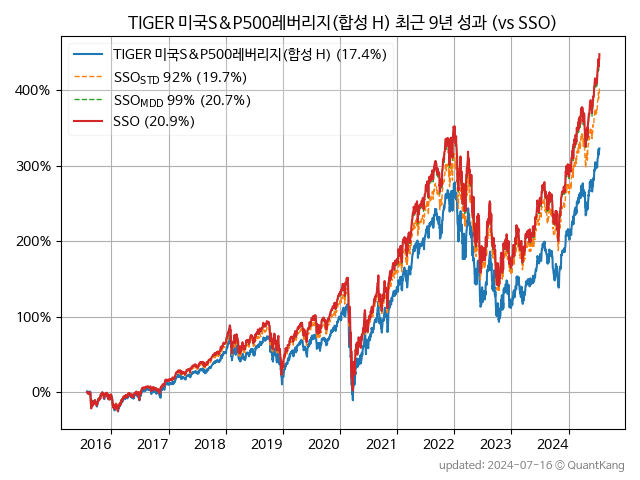 TIGER 미국S&P500레버리지(합성 H) 최근 9년 성과 (vs SSO)
TIGER 미국S&P500레버리지(합성 H) (17.4%)
SSO_STD 92% (19.7%)
SSO_MDD 99% (20.7%)
SSO (20.9%)
400%
300%
200%
100%
0%
2016 2017 2018 2019 2020 2021 2022 2023 2024
updated: 2024-07-16 © QuantKang